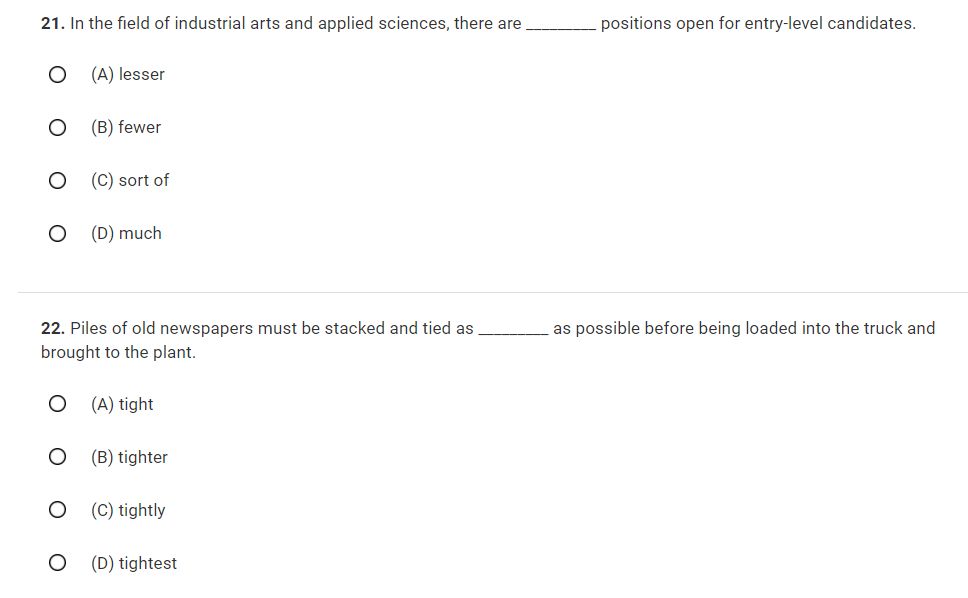 21. In the field of industrial arts and applied sciences, there are _________ positions open for entry-level candidates.
(A) lesser
(B) fewer
(C) sort of
(D) much
22. Piles of old newspapers must be stacked and tied as _________ as possible before being loaded into the truck and
brought to the plant.
(A) tight
(B) tighter
(C) tightly
(D) tightest